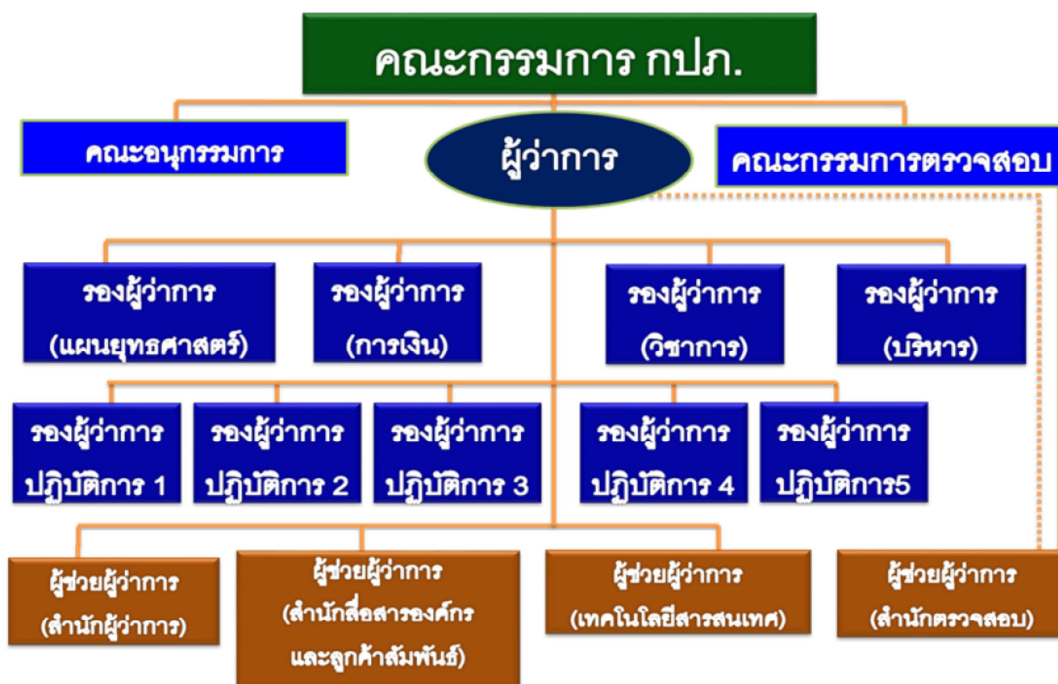 คณะกรรมการ กปภ.
คณะอนุกรรมการ
ผู้ว่าการ
คณะกรรมการตรวจสอบ
รองผู้ว่าการ
(แผนยุทธศาสตร์)
รองผู้ว่าการ
(การเงิน)
รองผู้ว่าการ
(วิชาการ)
รองผู้ว่าการ
(บริหาร)
รองผู้ว่าการ
ปฏิบัติการ 1
รองผู้ว่าการ
ปฏิบัติการ 2
รองผู้ว่าการ
ปฏิบัติการ 3
รองผู้ว่าการ
ปฏิบัติการ 4
รองผู้ว่าการ
ปฏิบัติการ5
ผู้ช่วยผู้ว่าการ
(สำนักผู้ว่าการ)
ผู้ช่วยผู้ว่าการ
(สำนักสื่อสารองค์กร
และลูกค้าสัมพันธ์)
ผู้ช่วยผู้ว่าการ
(เทคโนโลยีสารสนเทศ)
ผู้ช่วยผู้ว่าการ
(สำนักตรวจสอบ)